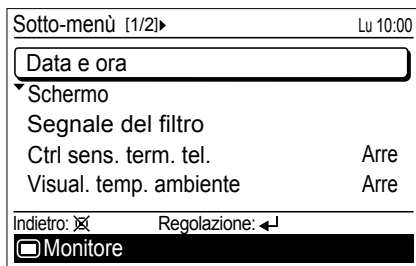 Sotto-menù [1/2]▸ Lu 10:00
Data e ora
Schermo
Segnale del filtro
Ctrl sens. term. tel. Arre
Visual. temp. ambiente Arre
Indietro: Regolazione:
Monitore